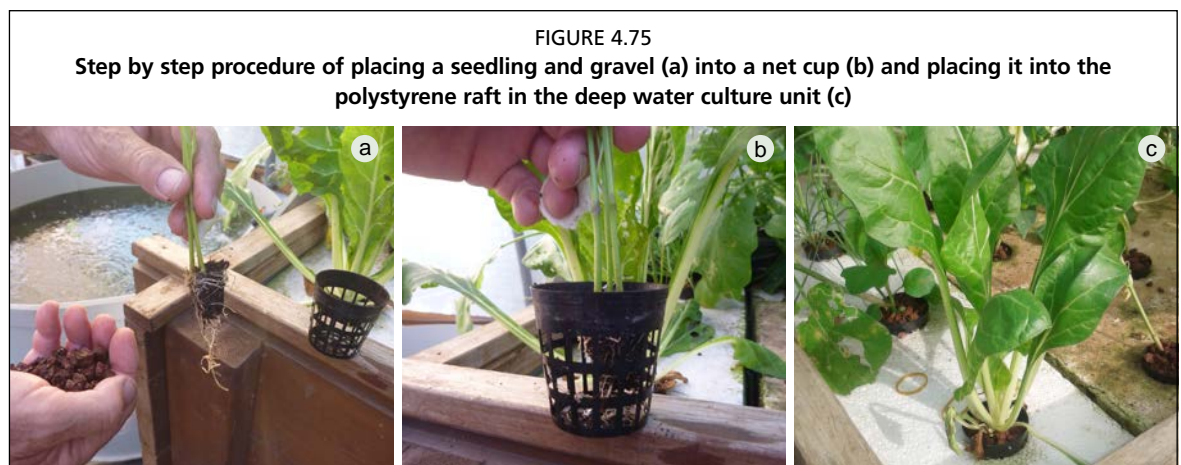 FIGURE 4.75
Step by step procedure of placing a seedling and gravel (a) into a net cup (b) and placing it into the
polystyrene raft in the deep water culture unit (c)
a
b
c